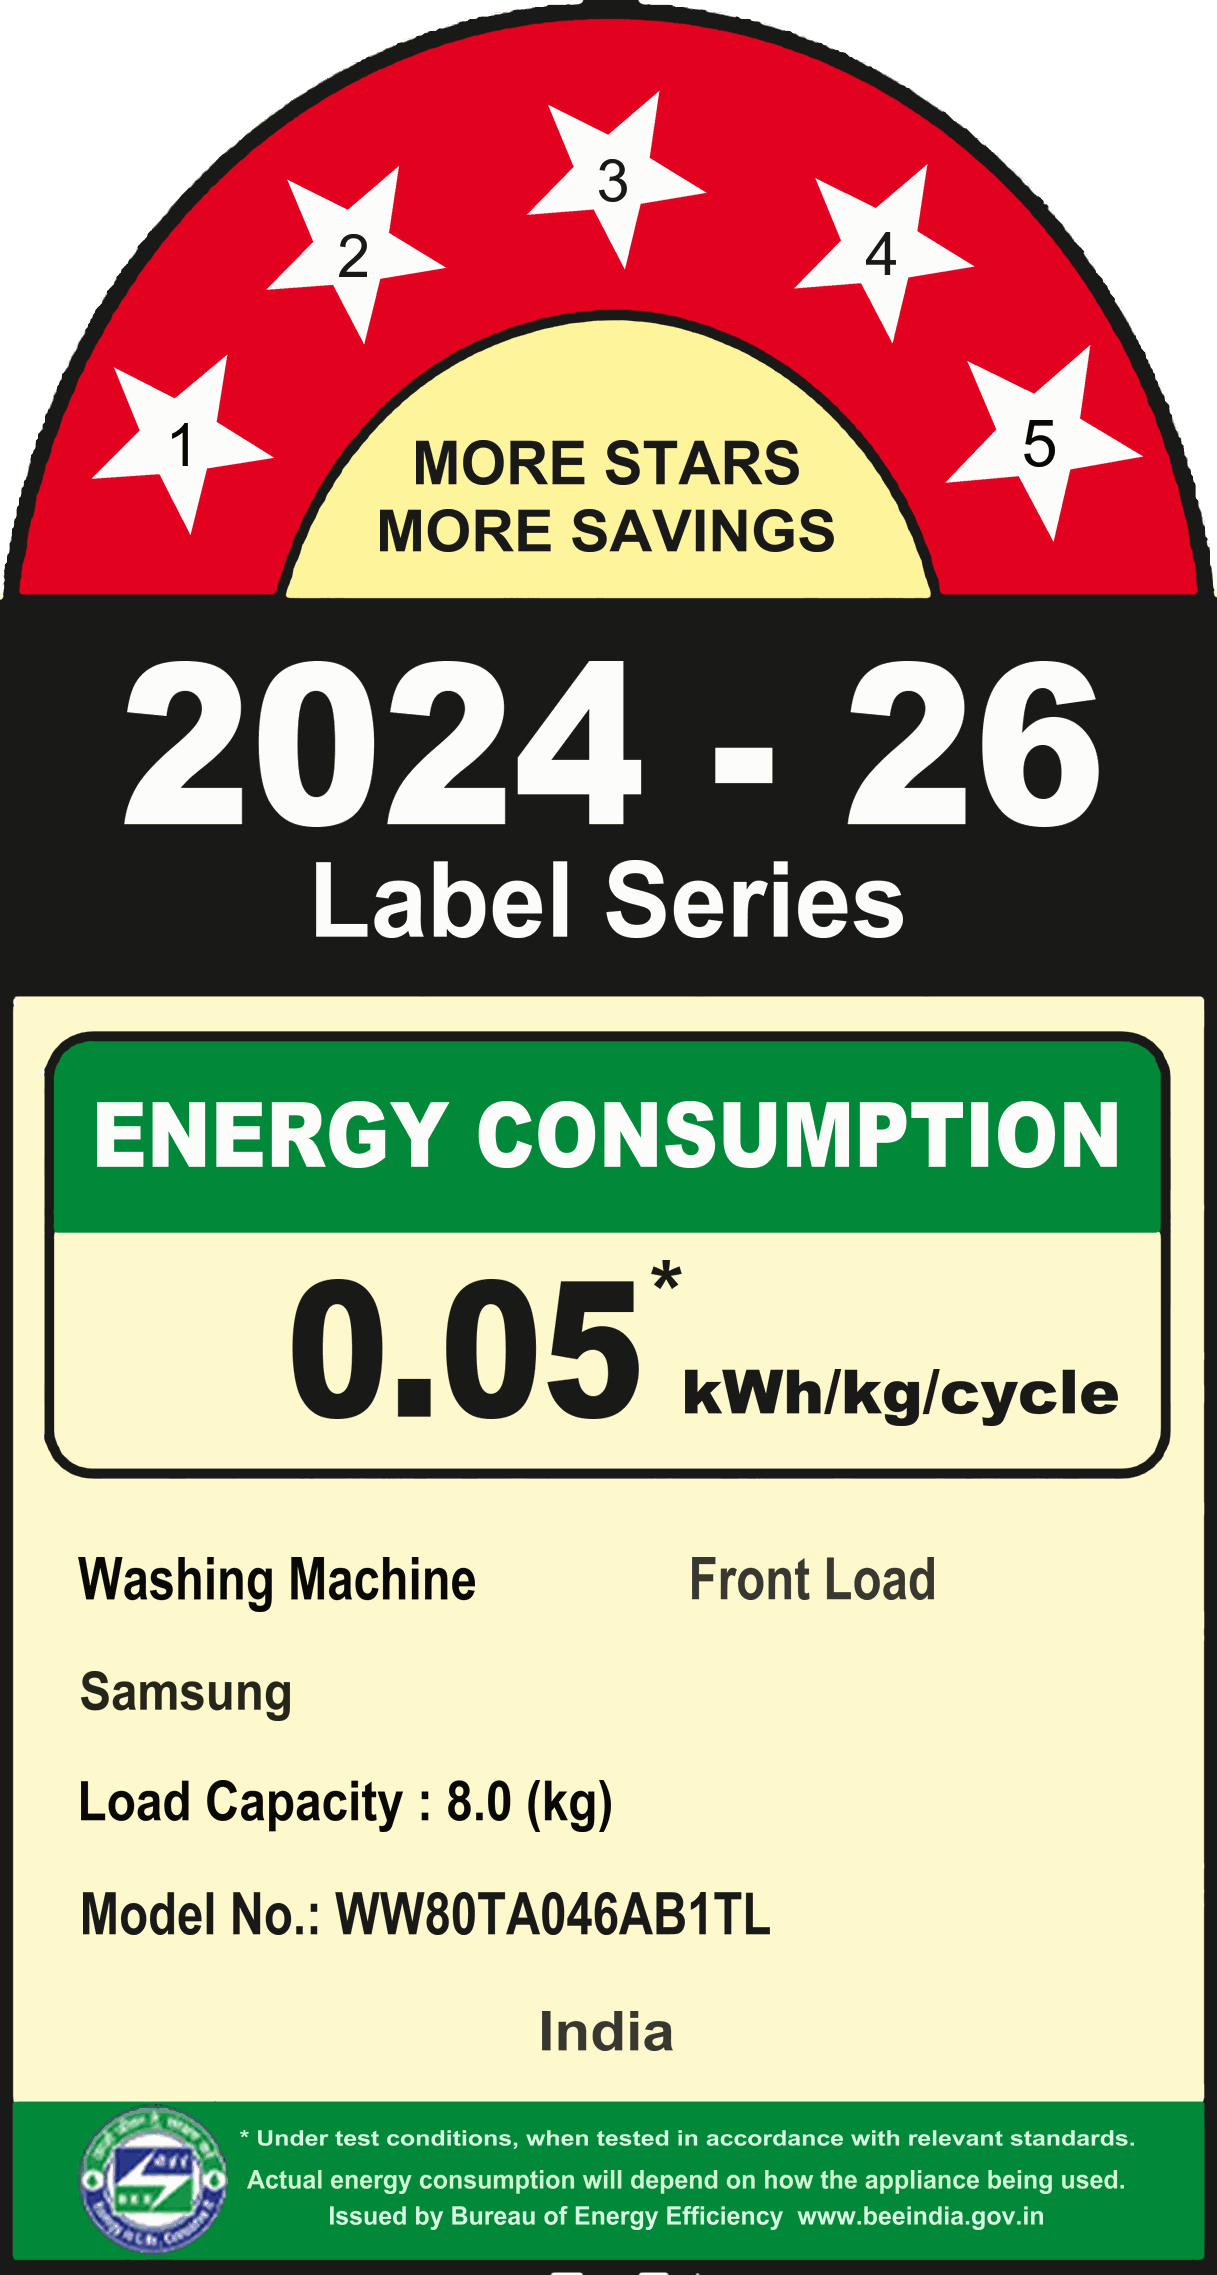 3
2
4
1
5
MORE STARS
MORE SAVINGS
2024 - 26
Label Series
ENERGY CONSUMPTION
0.05* kWh/kg/cycle
Washing Machine Front Load
Samsung
Load Capacity : 8.0 (kg)
Model No.: WW80TA046AB1TL
India
* Under test conditions, when tested in accordance with relevant standards.
Actual energy consumption will depend on how the appliance being used.
Issued by Bureau of Energy Efficiency www.beeindia.gov.in